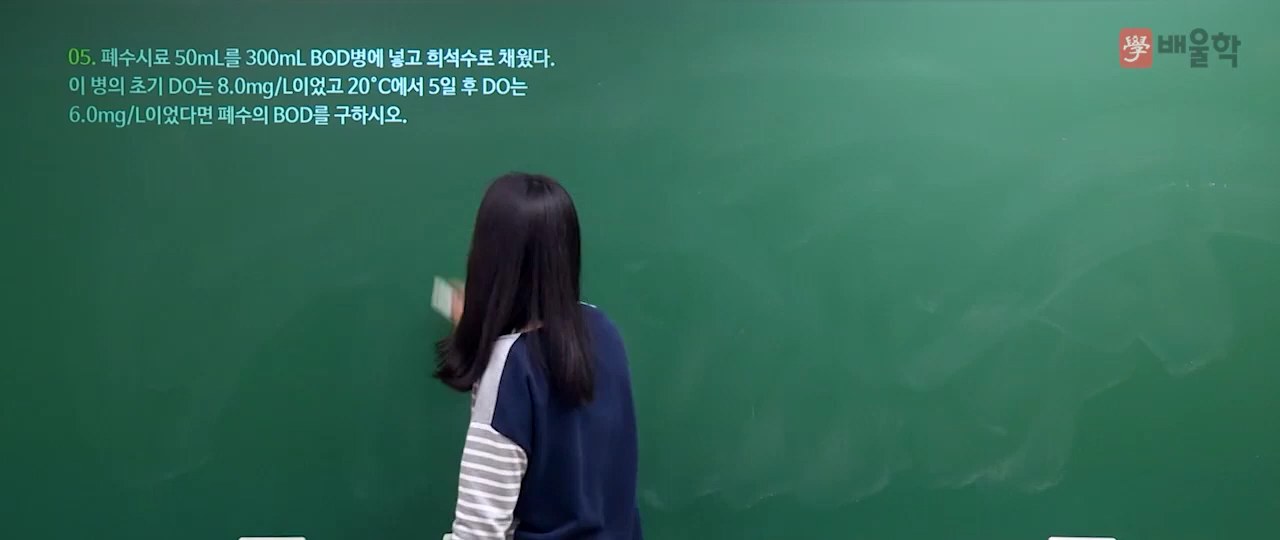 05. 폐수시료 50mL를 300mL BOD병에 넣고 희석수로 채웠다.
이 병의 초기 DO는 8.0mg/L이었고 20°C에서 5일 후 DO는
6.0mg/L이었다면 폐수의 BOD를 구하시오.
學 배울학